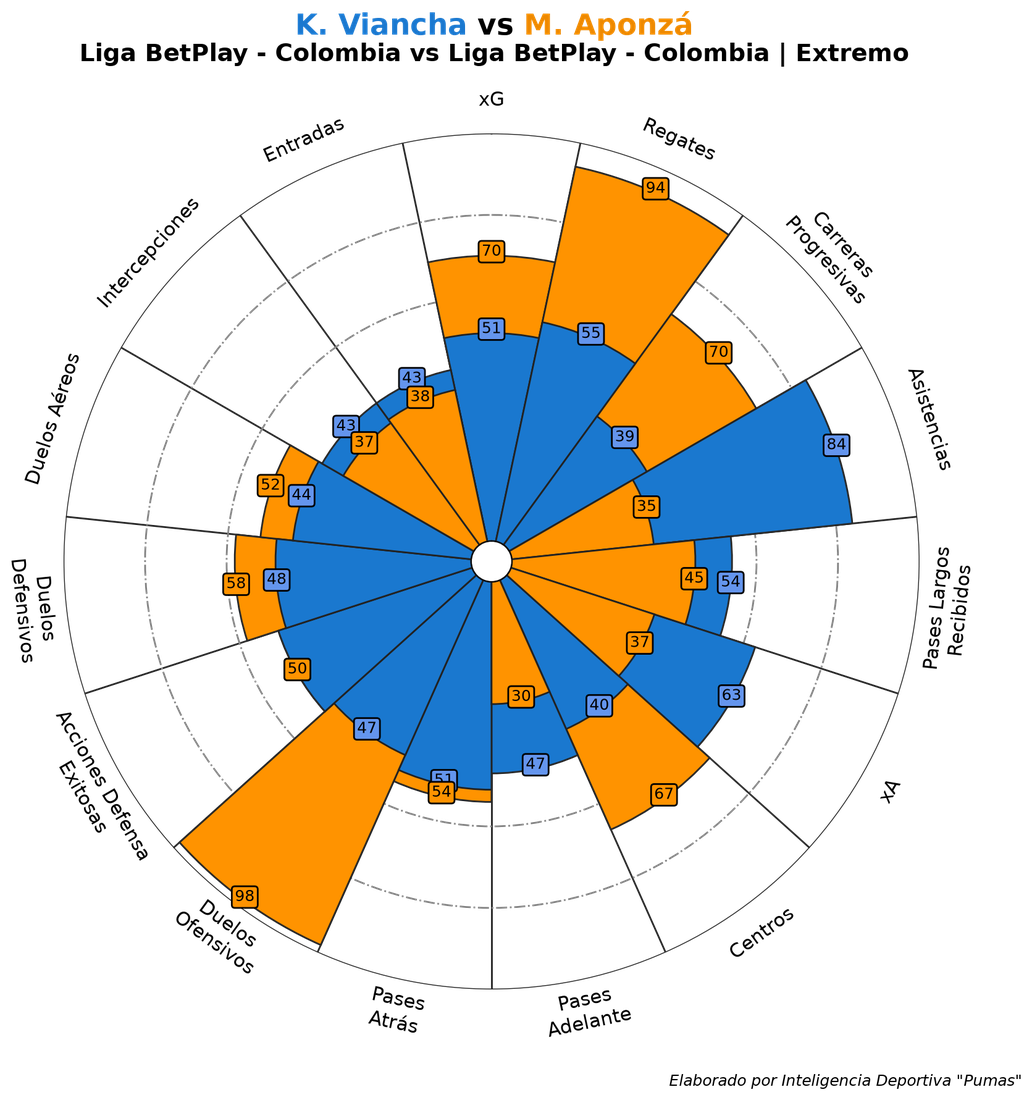 K. Viancha vs M. Aponzá
Liga BetPlay - Colombia vs Liga BetPlay - Colombia | Extremo
xG
Regates
Carreras
Progresivas
Asistencias
Pases Largos
Recibidos
xA
Centros
Pases
Adelante
Pases
Atrás
Duelos
Ofensivos
Acciones Defensa
Exitosas
Duelos
Defensivos
Duelos Aéreos
Intercepciones
Entradas
70
51
94
55
70
39
84
35
45
54
37
63
40
67
30
47
51
54
47
98
50
58
48
52
44
43
37
43
38
Elaborado por Inteligencia Deportiva "Pumas"